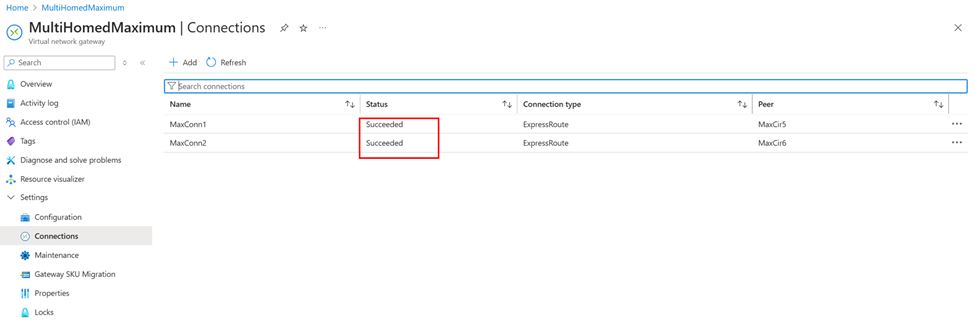 Home > MultiHomedMaximum
MultiHomedMaximum | Connections
Virtual network gateway
Search
Add
Refresh
Overview
Activity log
Access control (IAM)
Tags
Diagnose and solve problems
Resource visualizer
Settings
Configuration
Connections
Maintenance
Gateway SKU Migration
Properties
Locks
Search connections
Name Status Connection type Peer
MaxConn1 Succeeded ExpressRoute MaxCir5
MaxConn2 Succeeded ExpressRoute MaxCir6